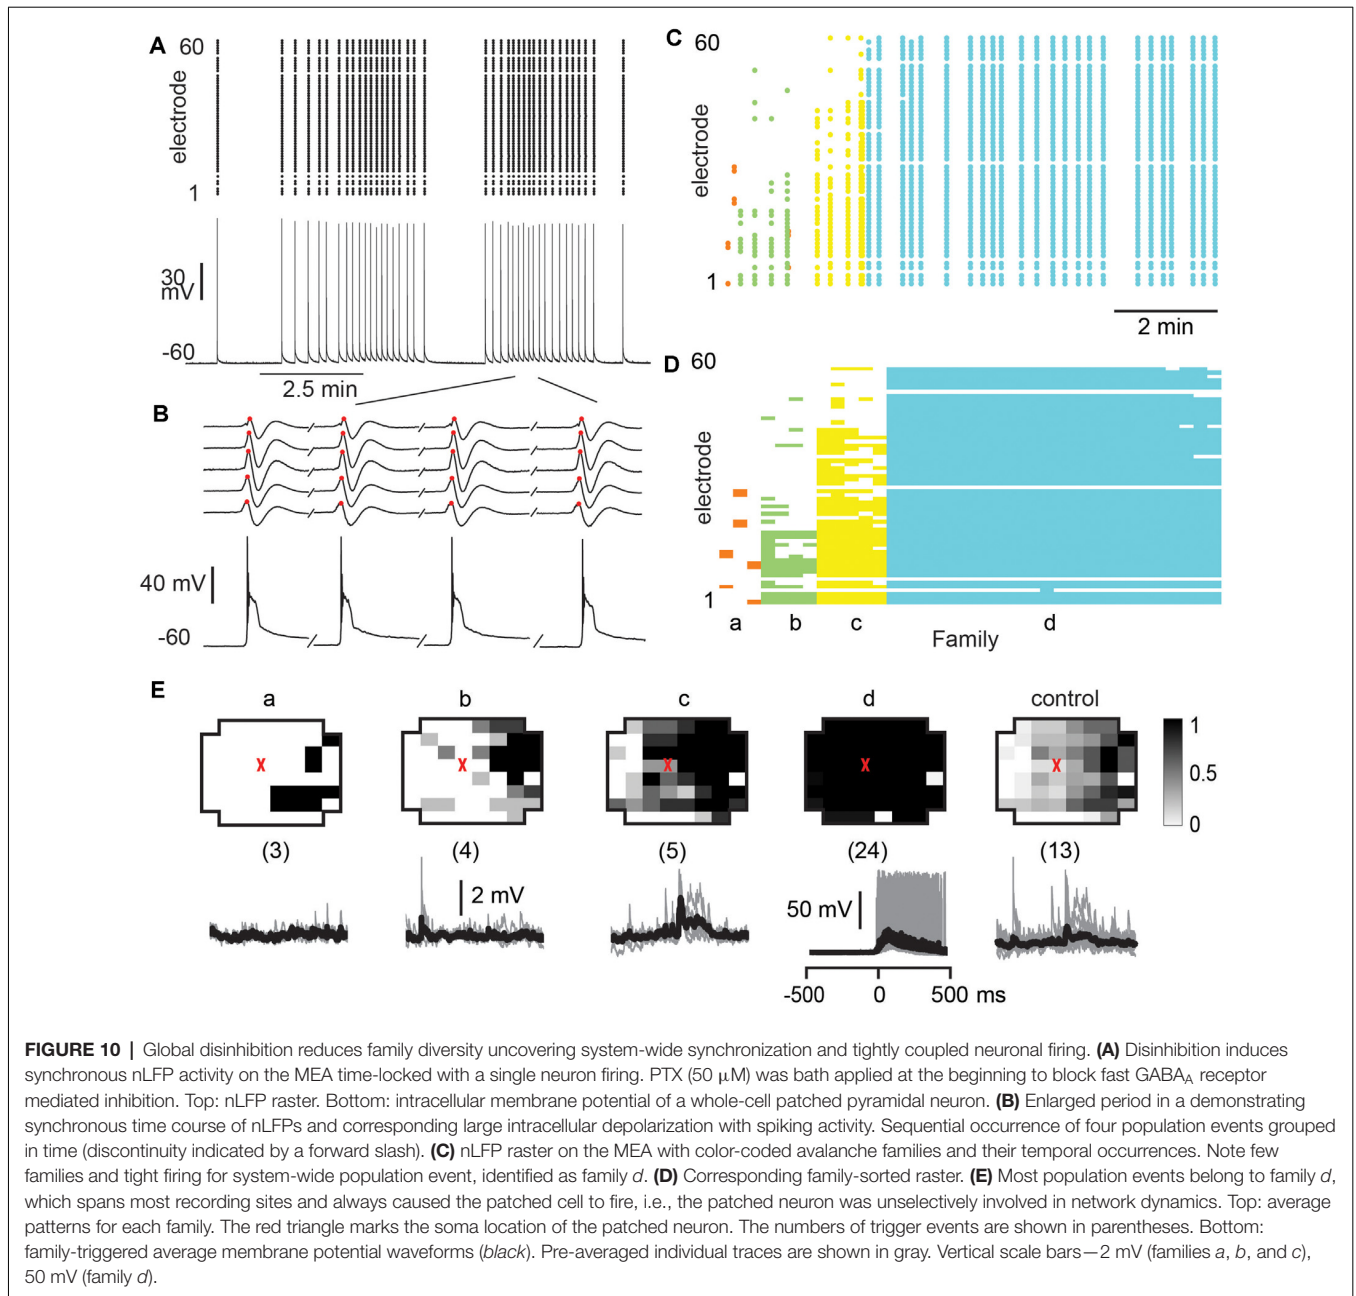 A
60
electrode
1
30
mV
-60
2.5 min
B
40 mV
-60
C
60
electrode
1
2 min
D
60
electrode
1
a
b
c
d
Family
E
a
b
c
d
control
X
X
X
X
X
1
0.5
0
(3)
(4)
(5)
(24)
(13)
2 mV
50 mV
-500
0
500 ms
FIGURE 10 | Global disinhibition reduces family diversity uncovering system-wide synchronization and tightly coupled neuronal firing. (A) Disinhibition induces
synchronous nLFP activity on the MEA time-locked with a single neuron firing. PTX (50 μM) was bath applied at the beginning to block fast GABAA receptor
mediated inhibition. Top: nLFP raster. Bottom: intracellular membrane potential of a whole-cell patched pyramidal neuron. (B) Enlarged period in a demonstrating
synchronous time course of nLFPs and corresponding large intracellular depolarization with spiking activity. Sequential occurrence of four population events grouped
in time (discontinuity indicated by a forward slash). (C) nLFP raster on the MEA with color-coded avalanche families and their temporal occurrences. Note few
families and tight firing for system-wide population event, identified as family d. (D) Corresponding family-sorted raster. (E) Most population events belong to family d,
which spans most recording sites and always caused the patched cell to fire, i.e., the patched neuron was unselectively involved in network dynamics. Top: average
patterns for each family. The red triangle marks the soma location of the patched neuron. The numbers of trigger events are shown in parentheses. Bottom:
family-triggered average membrane potential waveforms (black). Pre-averaged individual traces are shown in gray. Vertical scale bars—2 mV (families a, b, and c),
50 mV (family d).